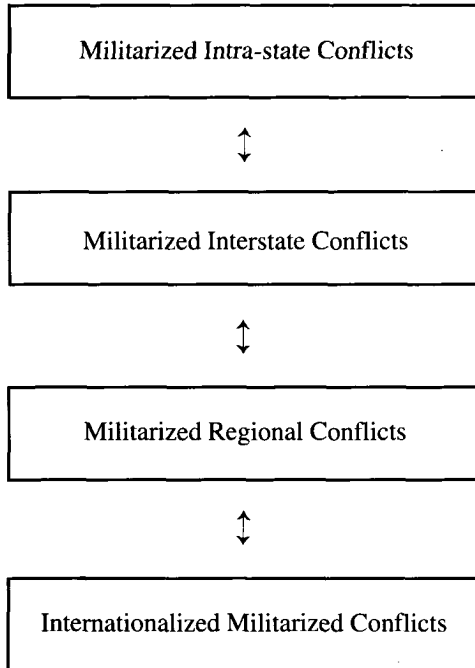 Militarized Intra-state Conflicts
Militarized Interstate Conflicts
Militarized Regional Conflicts
Internationalized Militarized Conflicts